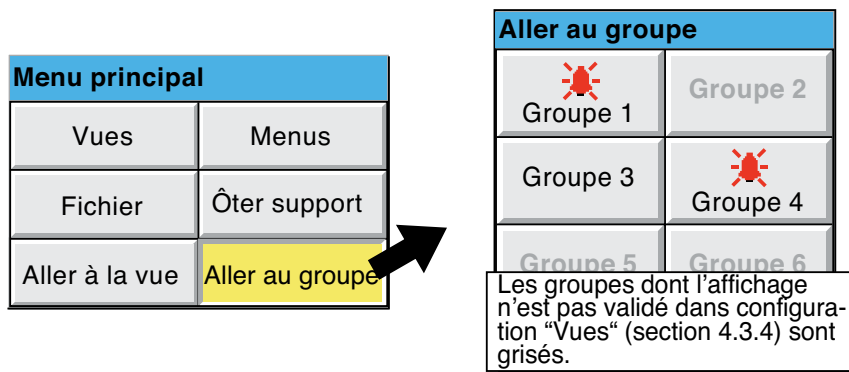 Menu principal
Vues
Menus
Fichier
Ôter support
Aller à la vue
Aller au groupe
Aller au groupe
Groupe 1
Groupe 2
Groupe 3
Groupe 4
Groupe 5
Groupe 6
Les groupes dont l’affichage
n’est pas validé dans configura-
tion “Vues“ (section 4.3.4) sont
grisés.